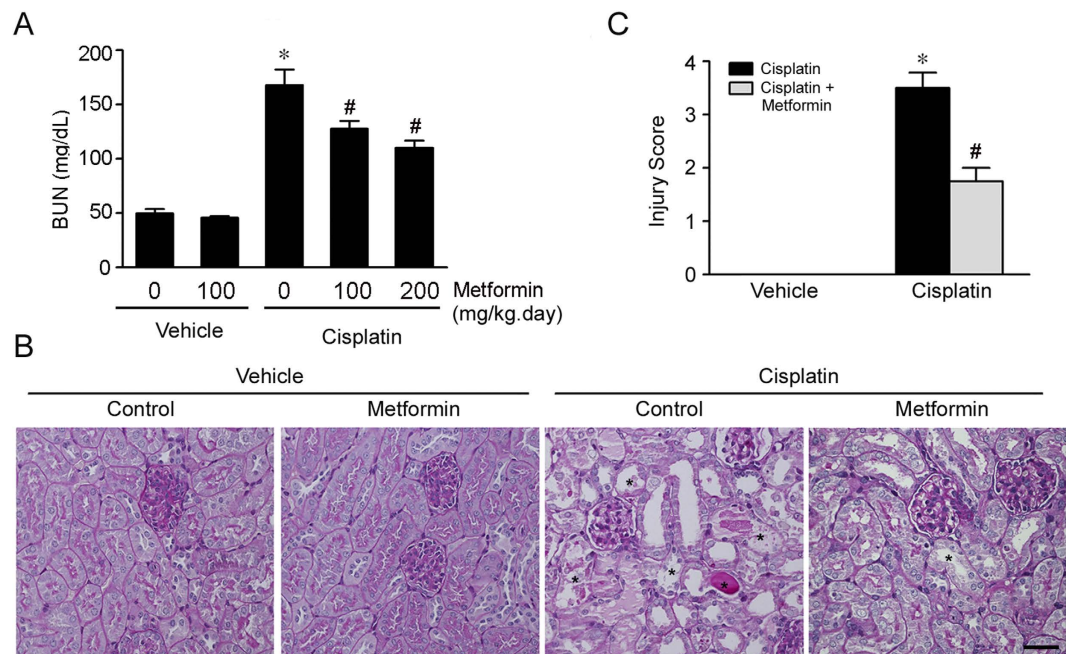 A
200
150
100
50
0
BUN (mg/dL)
*
#
#
0 100 0 100 200 Metformin
(mg/kg.day)
Vehicle
Cisplatin
C
4
3
2
1
0
Injury Score
Cisplatin
Cisplatin +
Metformin
*
#
Vehicle Cisplatin
B
Vehicle Cisplatin
Control Metformin Control Metformin
*
*
*
*
*
*